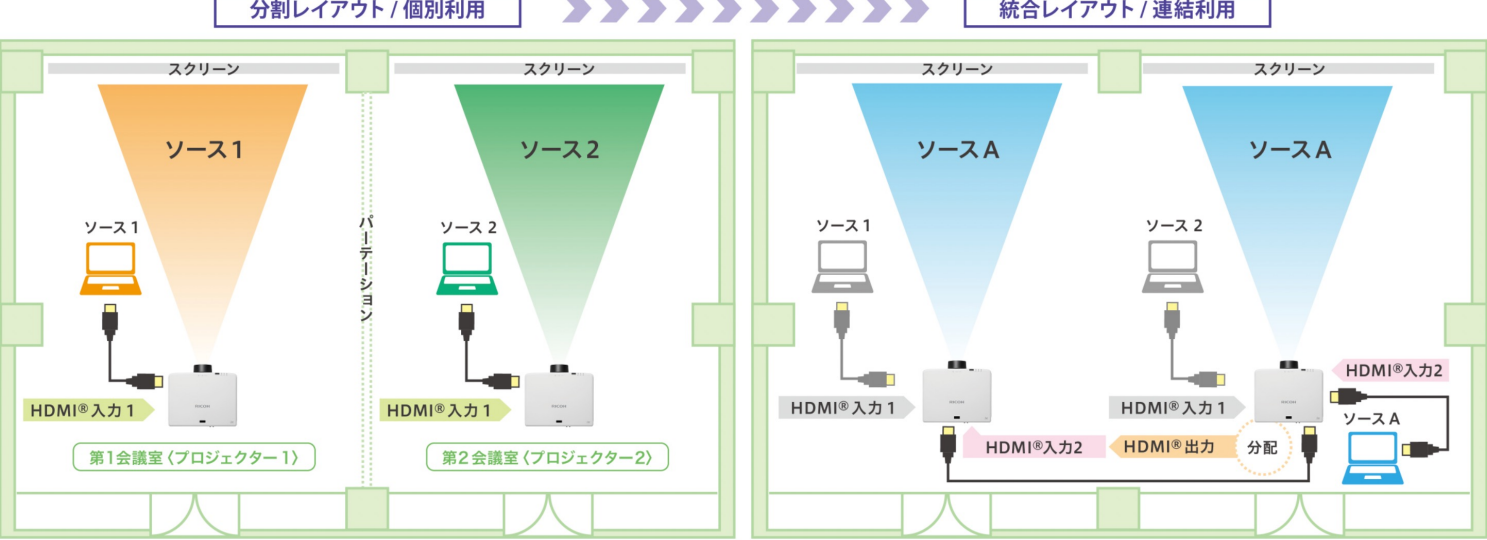 分割レイアウト / 個別利用
統合レイアウト / 連結利用
スクリーン
スクリーン
ソース1
ソース2
ソース 1
ソース 2
パーテーション
HDMI®入力1
HDMI®入力1
第1会議室〈プロジェクター1〉
第2会議室〈プロジェクター2〉
スクリーン
スクリーン
ソースA
ソースA
ソース 1
ソース 2
HDMI®入力1
HDMI®入力1
HDMI®入力2
ソース A
HDMI®入力2
HDMI®出力
分配
RICOH
RICOH
RICOH
RICOH